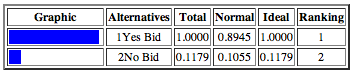 Graphic Alternatives Total Normal Ideal Ranking
1Yes Bid 1.0000 0.8945 1.0000 1
2No Bid 0.1179 0.1055 0.1179 2